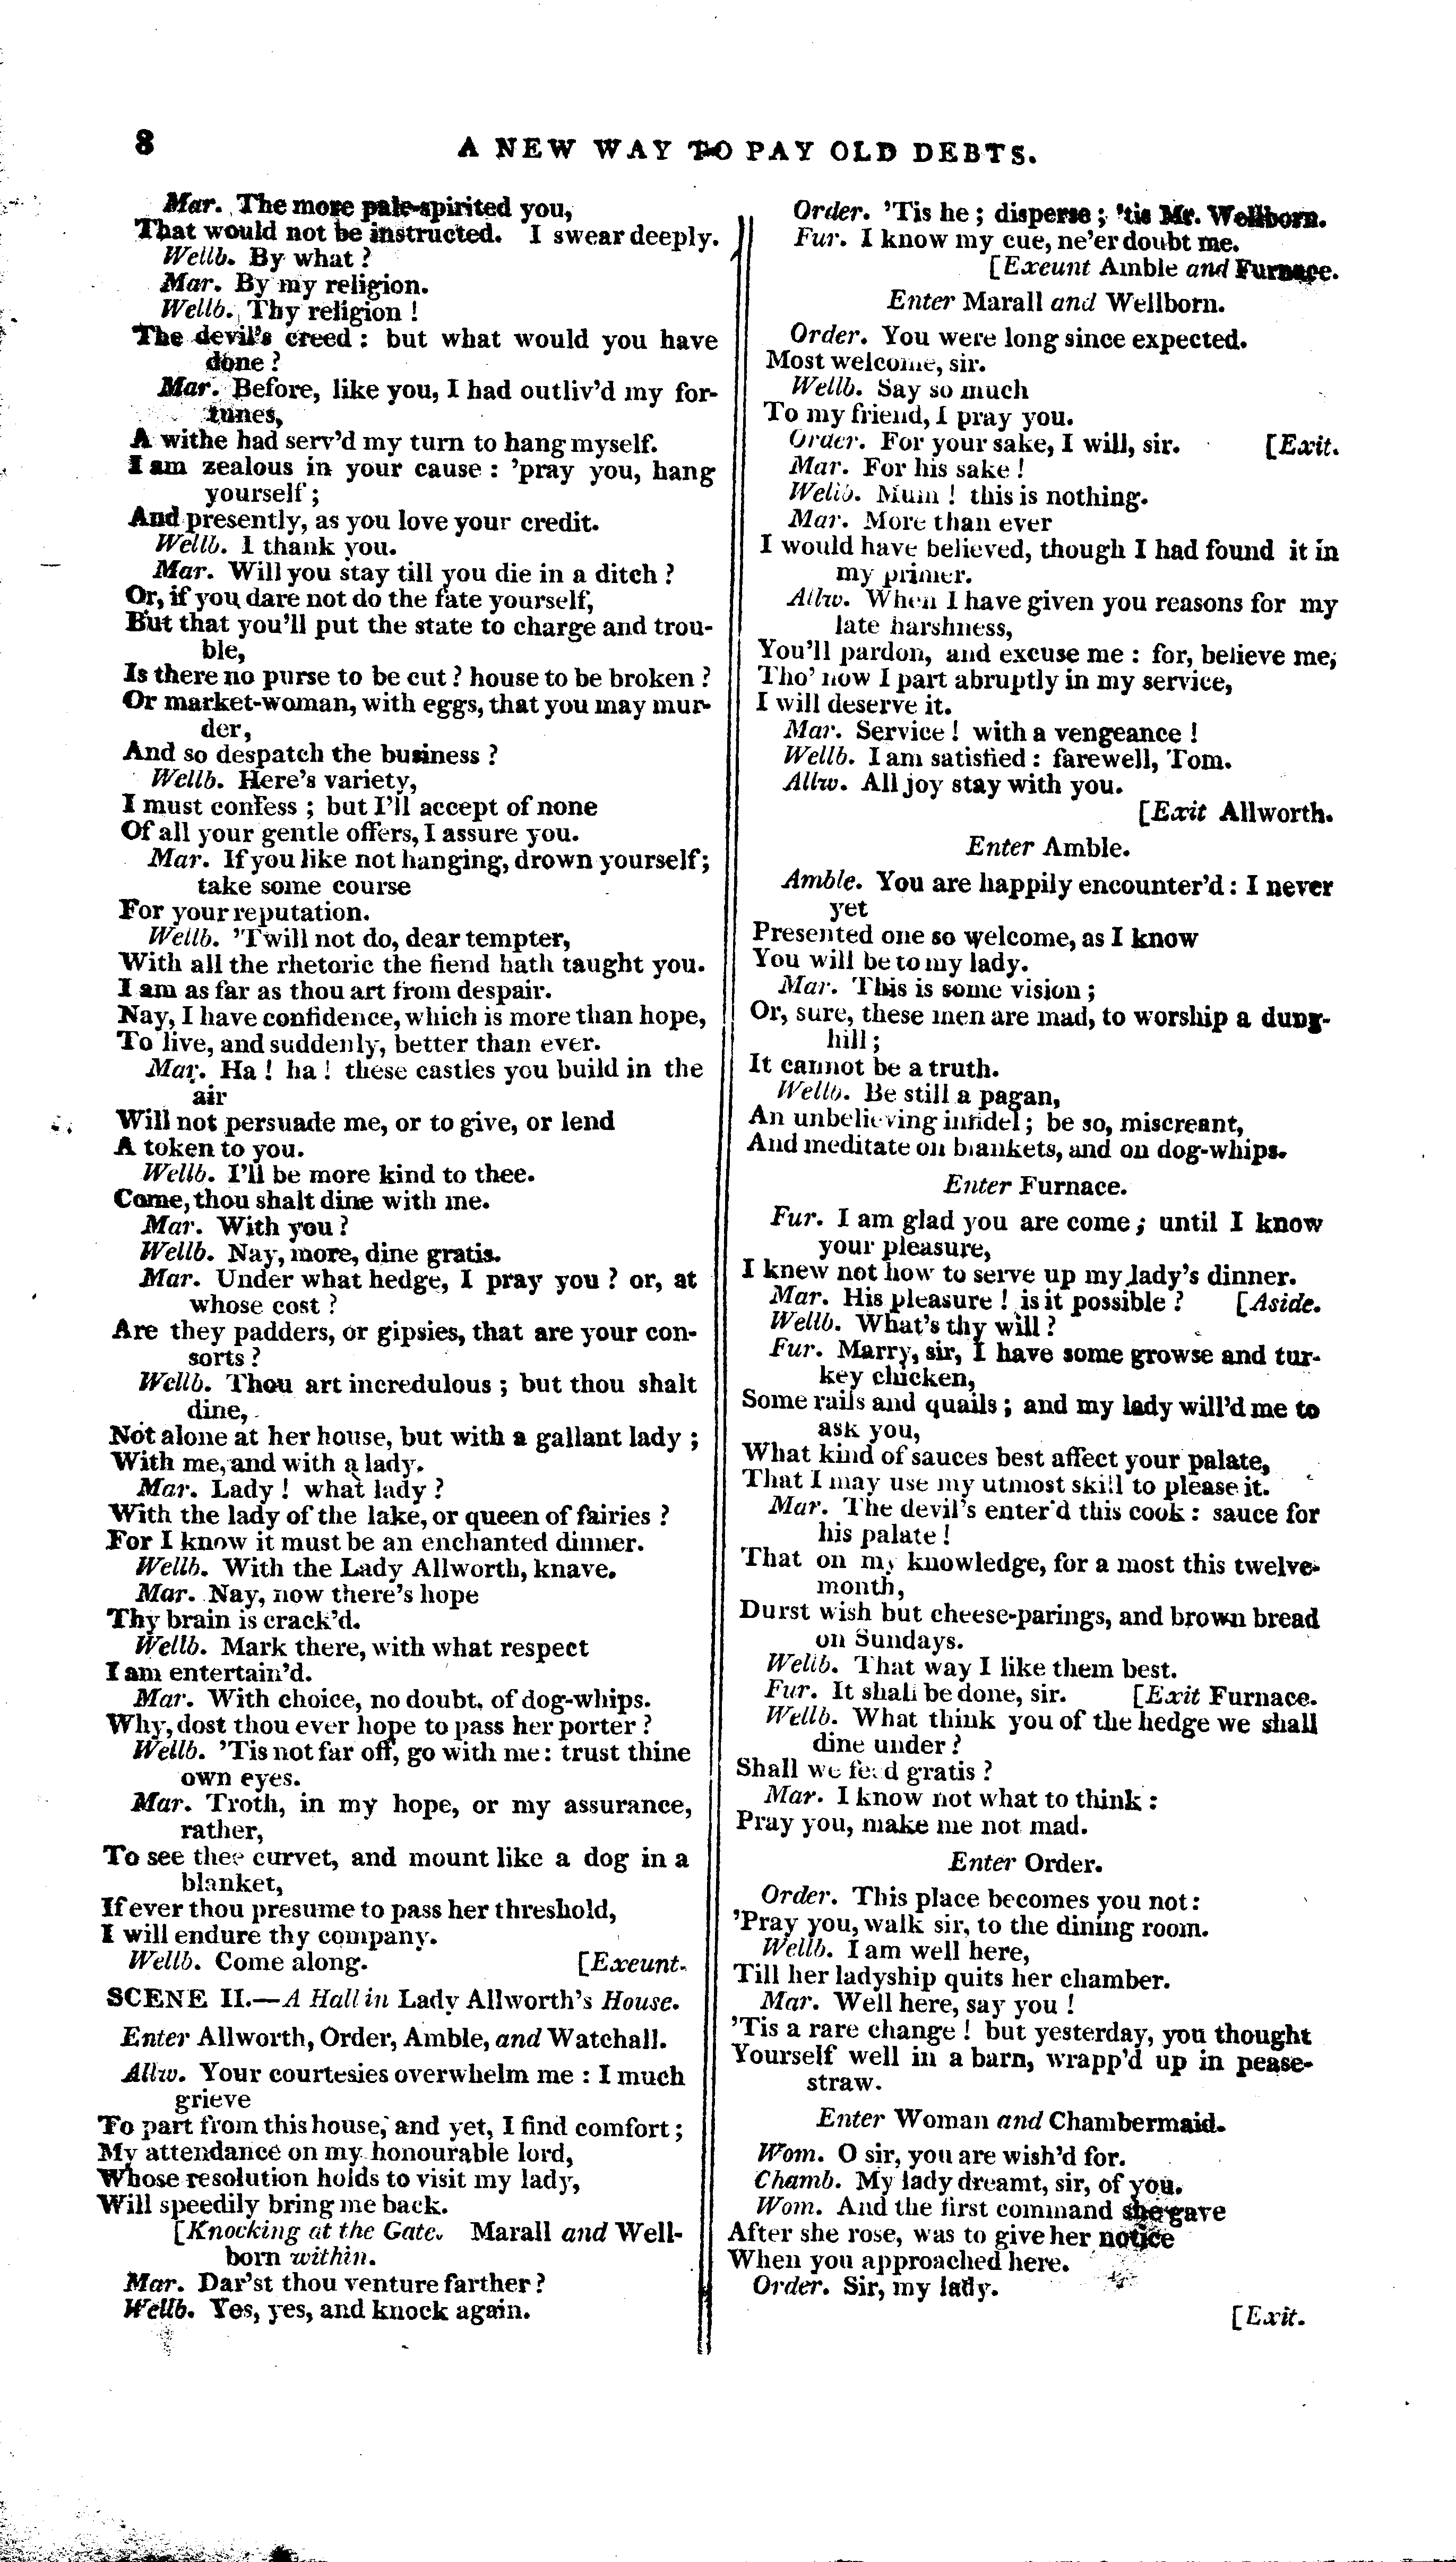 8
A NEW WAY TO PAY OLD DEBTS.
Mar. The more pale-spirited you,
That would not be instructed. I swear deeply.
Wellb. By what ?
Mar. By my religion.
Wellb. Thy religion !
The devil's creed : but what would you have
done ?
Mar. Before, like you, I had outliv'd my for-
tunes,
A withe had serv'd my turn to hang myself.
I am zealous in your cause : 'pray you, hang
yourself ;
And presently, as you love your credit.
Wellb. I thank you.
Mar. Will you stay till you die in a ditch ?
Or, if you dare not do the fate yourself,
But that you'll put the state to charge and trou-
ble,
Is there no purse to be cut ? house to be broken ?
Or market-woman, with eggs, that you may mur-
der,
And so despatch the business ?
Wellb. Here's variety,
I must confess ; but I'll accept of none
Of all your gentle offers, I assure you.
Mar. If you like not hanging, drown yourself ;
take some course
For your reputation.
Wellb. 'Twill not do, dear tempter,
With all the rhetoric the fiend hath taught you.
I am as far as thou art from despair.
Nay, I have confidence, which is more than hope,
To live, and suddenly, better than ever.
Mar. Ha ! ha ! these castles you build in the
air
Will not persuade me, or to give, or lend
A token to you.
Wellb. I'll be more kind to thee.
Come, thou shalt dine with me.
Mar. With you ?
Wellb. Nay, more, dine gratis.
Mar. Under what hedge, I pray you ? or, at
whose cost ?
Are they padders, or gipsies, that are your con-
sorts ?
Wellb. Thou art incredulous ; but thou shalt
dine,
Not alone at her house, but with a gallant lady ;
With me, and with a lady.
Mar. Lady ! what lady ?
With the lady of the lake, or queen of fairies ?
For I know it must be an enchanted dinner.
Wellb. With the Lady Allworth, knave.
Mar. Nay, now there's hope
Thy brain is crack'd.
Wellb. Mark there, with what respect
I am entertain'd.
Mar. With choice, no doubt, of dog-whips.
Why, dost thou ever hope to pass her porter ?
Wellb. 'Tis not far off, go with me : trust thine
own eyes.
Mar. Troth, in my hope, or my assurance,
rather,
To see thee curvet, and mount like a dog in a
blanket,
If ever thou presume to pass her threshold,
I will endure thy company.
Wellb. Come along. [Exeunt.
SCENE II.—A Hall in Lady Allworth's House.
Enter Allworth, Order, Amble, and Watchall.
Allw. Your courtesies overwhelm me : I much
grieve
To part from this house, and yet, I find comfort ;
My attendance on my honourable lord,
Whose resolution holds to visit my lady,
Will speedily bring me back.
[Knocking at the Gate. Marall and Well-
born within.
Mar. Dar'st thou venture farther ?
Wellb. Yes, yes, and knock again.
Order. 'Tis he ; disperse ; 'tis Mr. Wellborn.
Fur. I know my cue, ne'er doubt me.
[Exeunt Amble and Furnace.
Enter Marall and Wellborn.
Order. You were long since expected.
Most welcome, sir.
Wellb. Say so much
To my friend, I pray you.
Order. For your sake, I will, sir. [Exit.
Mar. For his sake !
Wellb. Mum ! this is nothing.
Mar. More than ever
I would have believed, though I had found it in
my primer.
Allw. When I have given you reasons for my
late harshness,
You'll pardon, and excuse me : for, believe me,
Tho' now I part abruptly in my service,
I will deserve it.
Mar. Service ! with a vengeance !
Wellb. I am satisfied : farewell, Tom.
Allw. All joy stay with you.
[Exit Allworth.
Enter Amble.
Amble. You are happily encounter'd : I never
yet
Presented one so welcome, as I know
You will be to my lady.
Mar. This is some vision ;
Or, sure, these men are mad, to worship a dung-
hill ;
It cannot be a truth.
Wellb. Be still a pagan,
An unbelieving infidel ; be so, miscreant,
And meditate on blankets, and on dog-whips.
Enter Furnace.
Fur. I am glad you are come ; until I know
your pleasure,
I knew not how to serve up my lady's dinner.
Mar. His pleasure ! is it possible ? [Aside.
Wellb. What's thy will ?
Fur. Marry, sir, I have some growse and tur-
key chicken,
Some rails and quails ; and my lady will'd me to
ask you,
What kind of sauces best affect your palate,
That I may use my utmost skill to please it.
Mar. The devil's enter'd this cook : sauce for
his palate !
That on my knowledge, for a most this twelve-
month,
Durst wish but cheese-parings, and brown bread
on Sundays.
Wellb. That way I like them best.
Fur. It shall be done, sir. [Exit Furnace.
Wellb. What think you of the hedge we shall
dine under ?
Shall we feed gratis ?
Mar. I know not what to think :
Pray you, make me not mad.
Enter Order.
Order. This place becomes you not :
'Pray you, walk sir, to the dining room.
Wellb. I am well here,
Till her ladyship quits her chamber.
Mar. Well here, say you !
'Tis a rare change ! but yesterday, you thought
Yourself well in a barn, wrapp'd up in pease-
straw.
Enter Woman and Chambermaid.
Wom. O sir, you are wish'd for.
Chamb. My lady dreamt, sir, of you.
Wom. And the first command she gave
After she rose, was to give her notice
When you approached here.
Order. Sir, my lady.
[Exit.